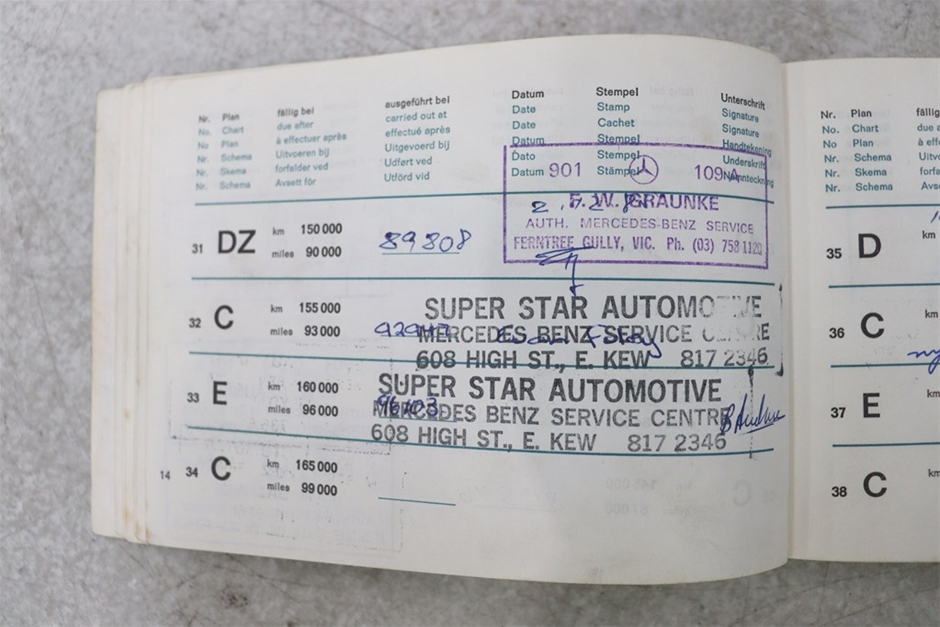 Nr. Plan fällig bei ausgeführt bei Datum Stempel Unterschrift
No. Chart due after carried out at Date Stamp Signature
No Plan à effectuer après effectué après Date Cachet Signature
Nr. Schema Uitvoeren bij Uitgevoerd bij Datum Stempel Handtekening
Nr. Skema forfalder ved Udført ved Dato Stempel Underskrift
Nr. Schema Avsett för Utförd vid Datum Stämpel
901 109 A
F. W. GRAUNKE
AUTH. MERCEDES-BENZ SERVICE
FERNTREE GULLY, VIC. Ph. (03) 758 1120
31 DZ km 150 000
miles 90 000
89808
32 C km 155 000
miles 93 000
SUPER STAR AUTOMOTIVE
MERCEDES BENZ SERVICE CENTRE
608 HIGH ST., E. KEW 817 2346
33 E km 160 000
miles 96 000
SUPER STAR AUTOMOTIVE
MERCEDES BENZ SERVICE CENTRE
608 HIGH ST., E. KEW 817 2346
14 34 C km 165 000
miles 99 000
Nr. Plan
No. Chart
No Plan
Nr. Schema
Nr. Skema
Nr. Schema
35 D km
36 C km
37 E km
38 C